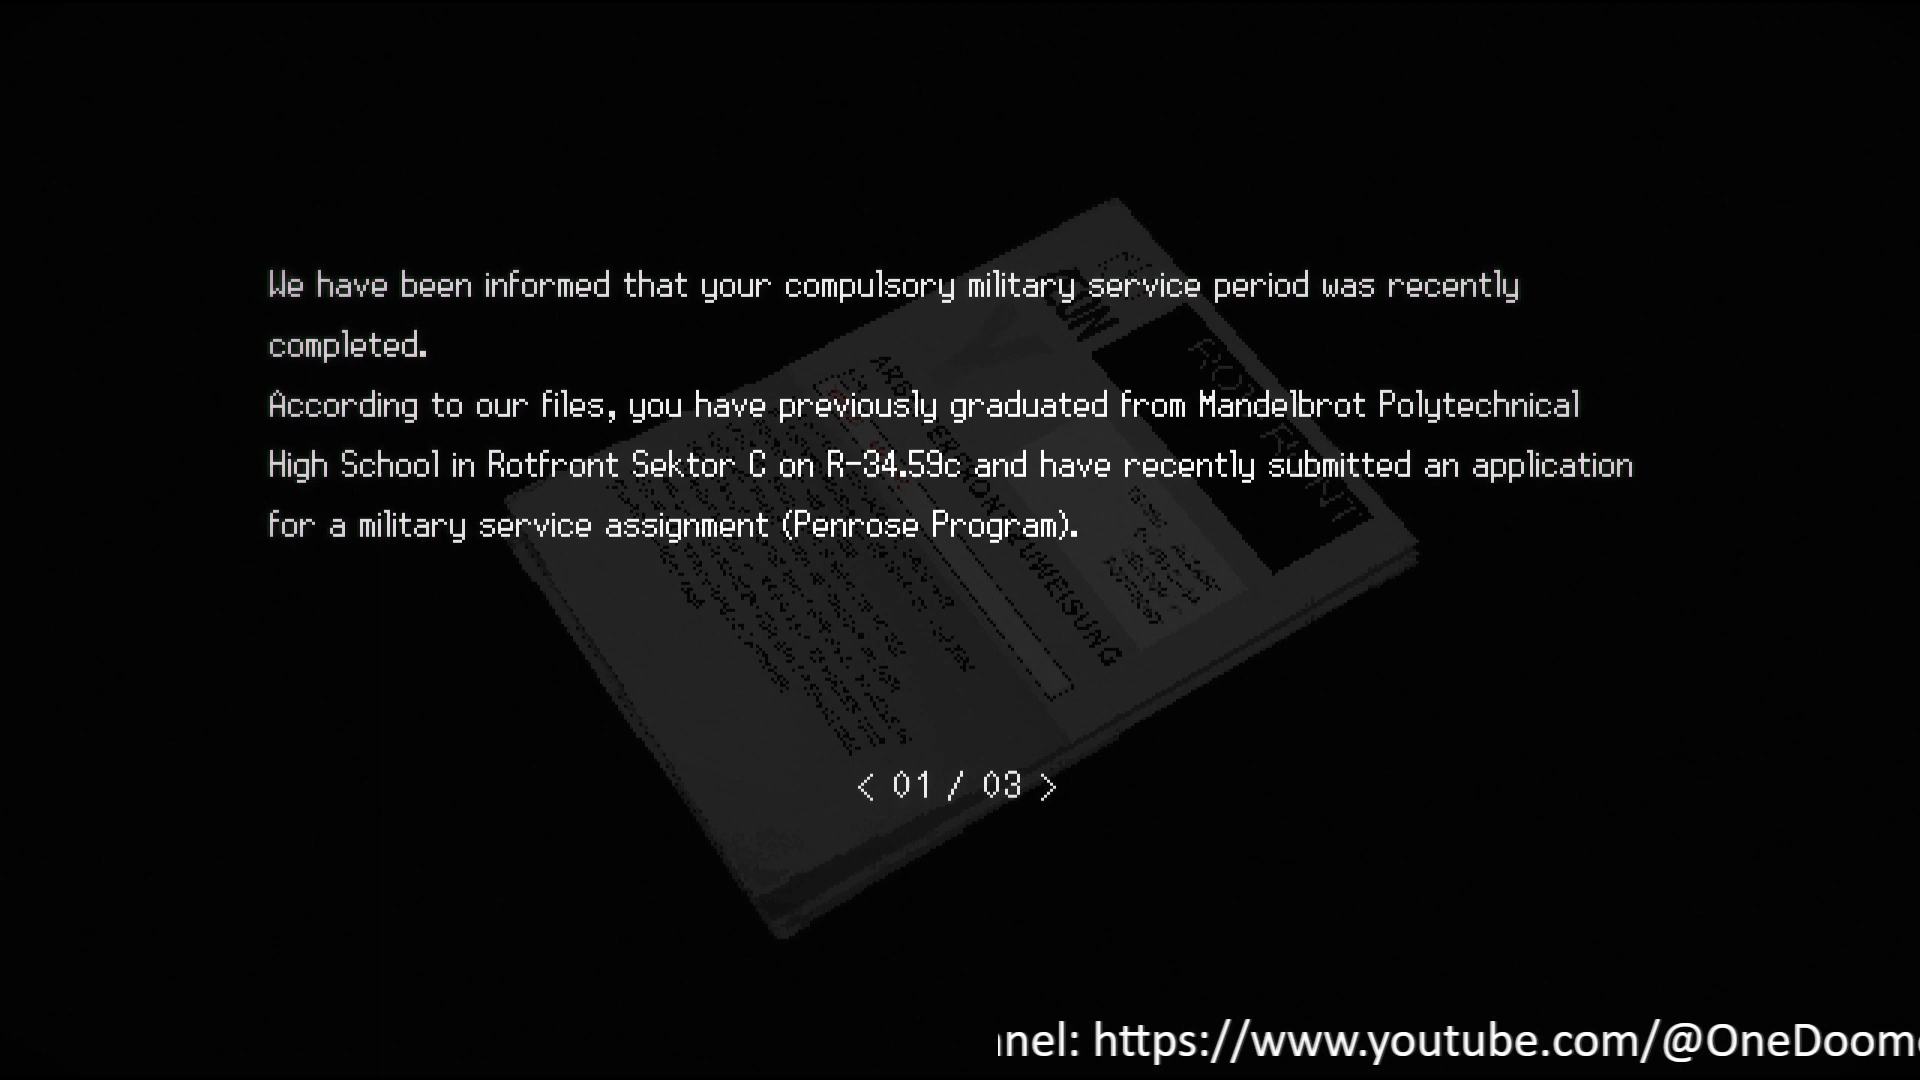 We have been informed that your compulsory military service period was recently
completed.
According to our files, you have previously graduated from Mandelbrot Polytechnical
High School in Rotfront Sektor C on R-34.59c and have recently submitted an application
for a military service assignment (Penrose Program).
< 01 / 03 >
https://www.youtube.com/@OneDoom